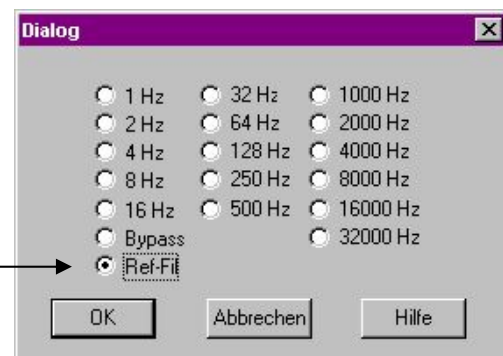 Dialog
1 Hz 32 Hz 1000 Hz
2 Hz 64 Hz 2000 Hz
4 Hz 128 Hz 4000 Hz
8 Hz 250 Hz 8000 Hz
16 Hz 500 Hz 16000 Hz
Bypass 32000 Hz
Ref-Fil
OK Abbrechen Hilfe